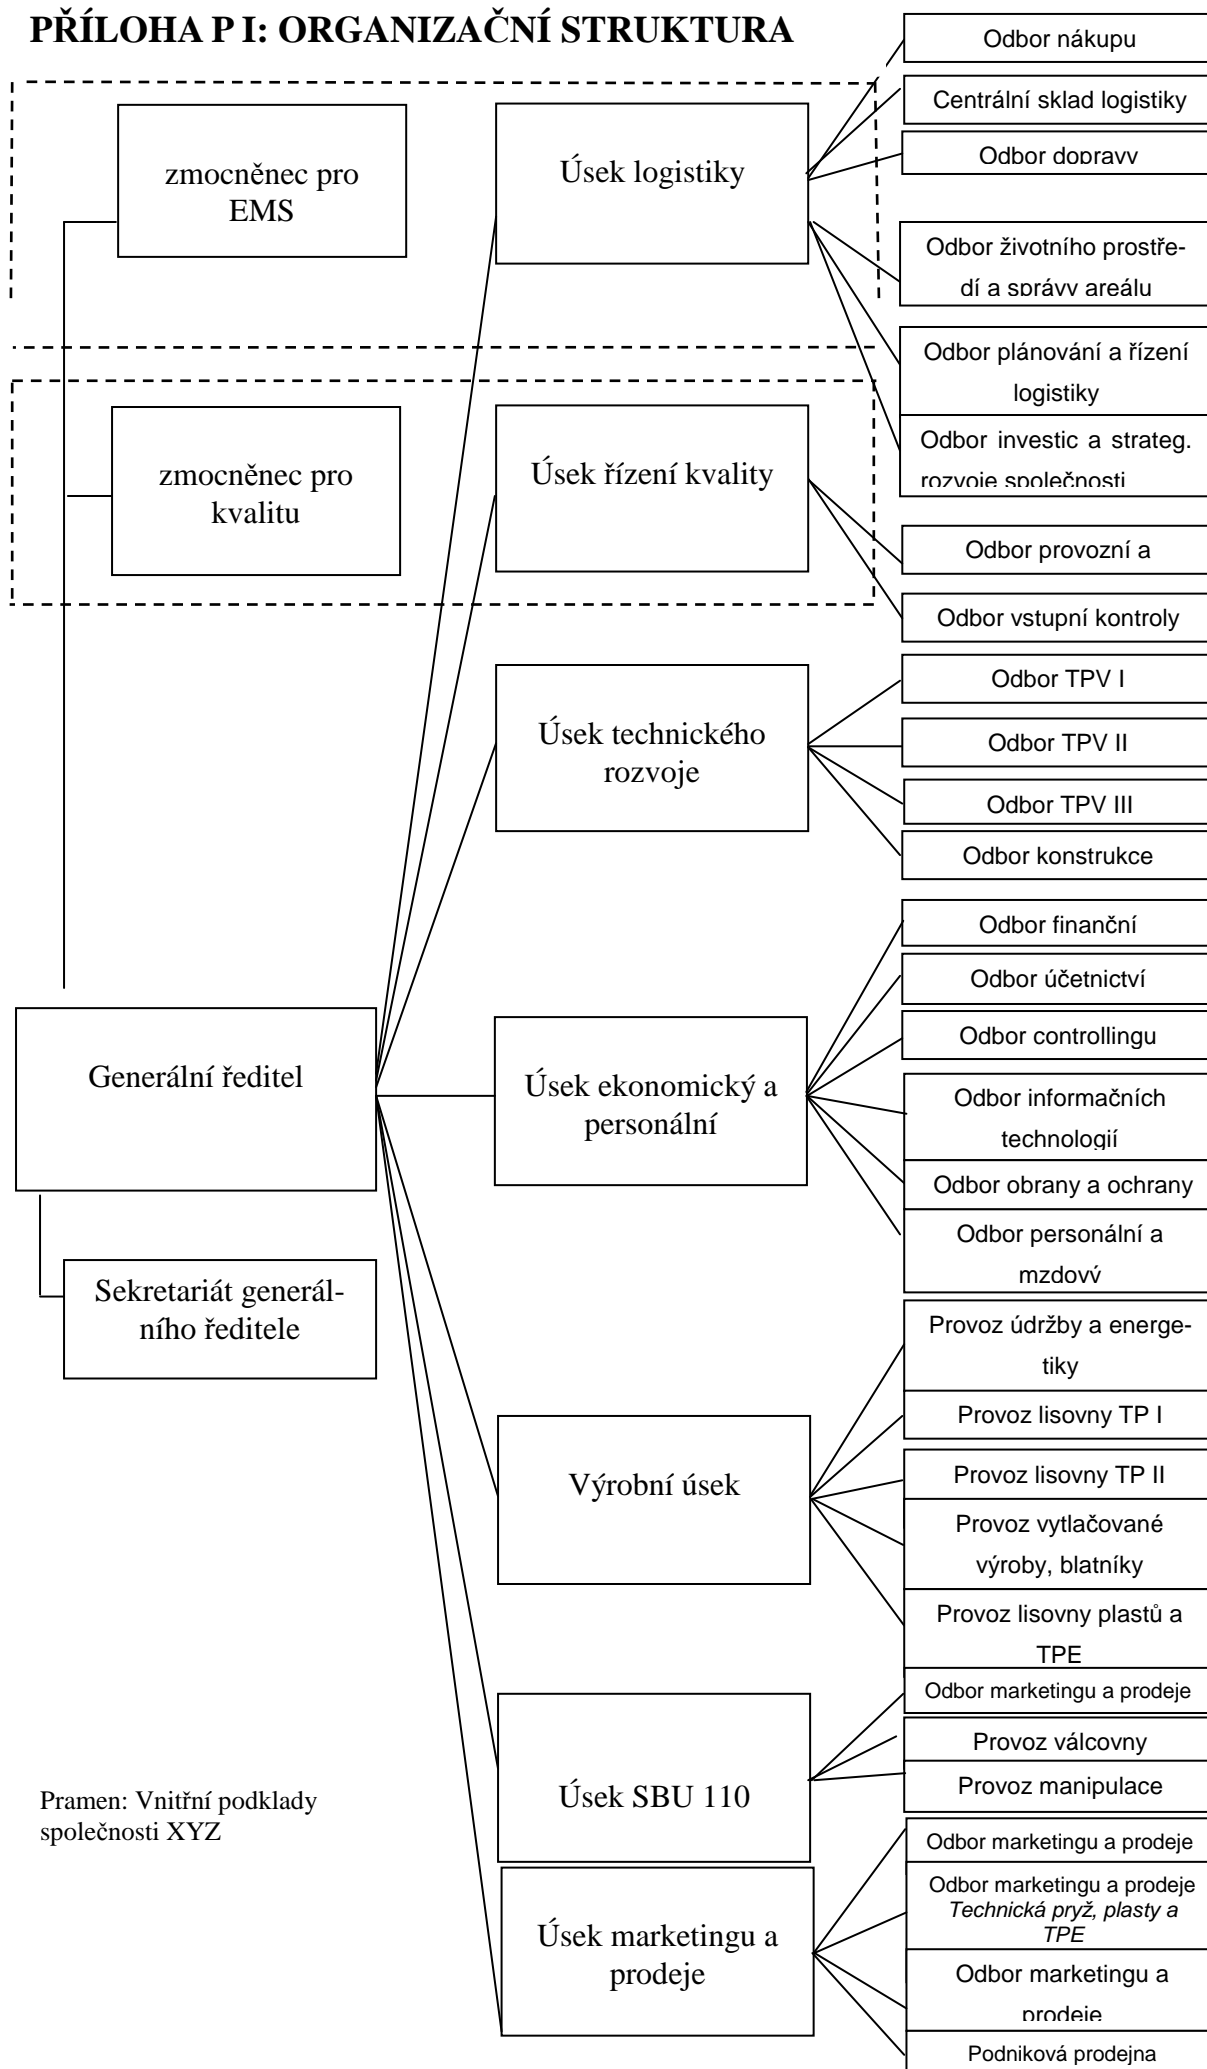 PŘÍLOHA P I: ORGANIZAČNÍ STRUKTURA
zmocněnec pro
EMS
zmocněnec pro
kvalitu
Generální ředitel
Sekretariát generál-
ního ředitele
Úsek logistiky
Odbor nákupu
Centrální sklad logistiky
Odbor dopravy
Odbor životního prostře-
dí a správy areálu
Odbor plánování a řízení
logistiky
Odbor investic a strateg.
rozvoje společnosti
Úsek řízení kvality
Odbor provozní a
Odbor vstupní kontroly
Úsek technického
rozvoje
Odbor TPV I
Odbor TPV II
Odbor TPV III
Odbor konstrukce
Úsek ekonomický a
personální
Odbor finanční
Odbor účetnictví
Odbor controllingu
Odbor informačních
technologií
Odbor obrany a ochrany
Odbor personální a
mzdový
Výrobní úsek
Provoz údržby a energe-
tiky
Provoz lisovny TP I
Provoz lisovny TP II
Provoz vytlačované
výroby, blatníky
Provoz lisovny plastů a
TPE
Úsek SBU 110
Odbor marketingu a prodeje
Provoz válcovny
Provoz manipulace
Úsek marketingu a
prodeje
Odbor marketingu a prodeje
Odbor marketingu a prodeje
Technická pryž, plasty a
TPE
Odbor marketingu a
prodeje
Podniková prodejna
Pramen: Vnitřní podklady
společnosti XYZ